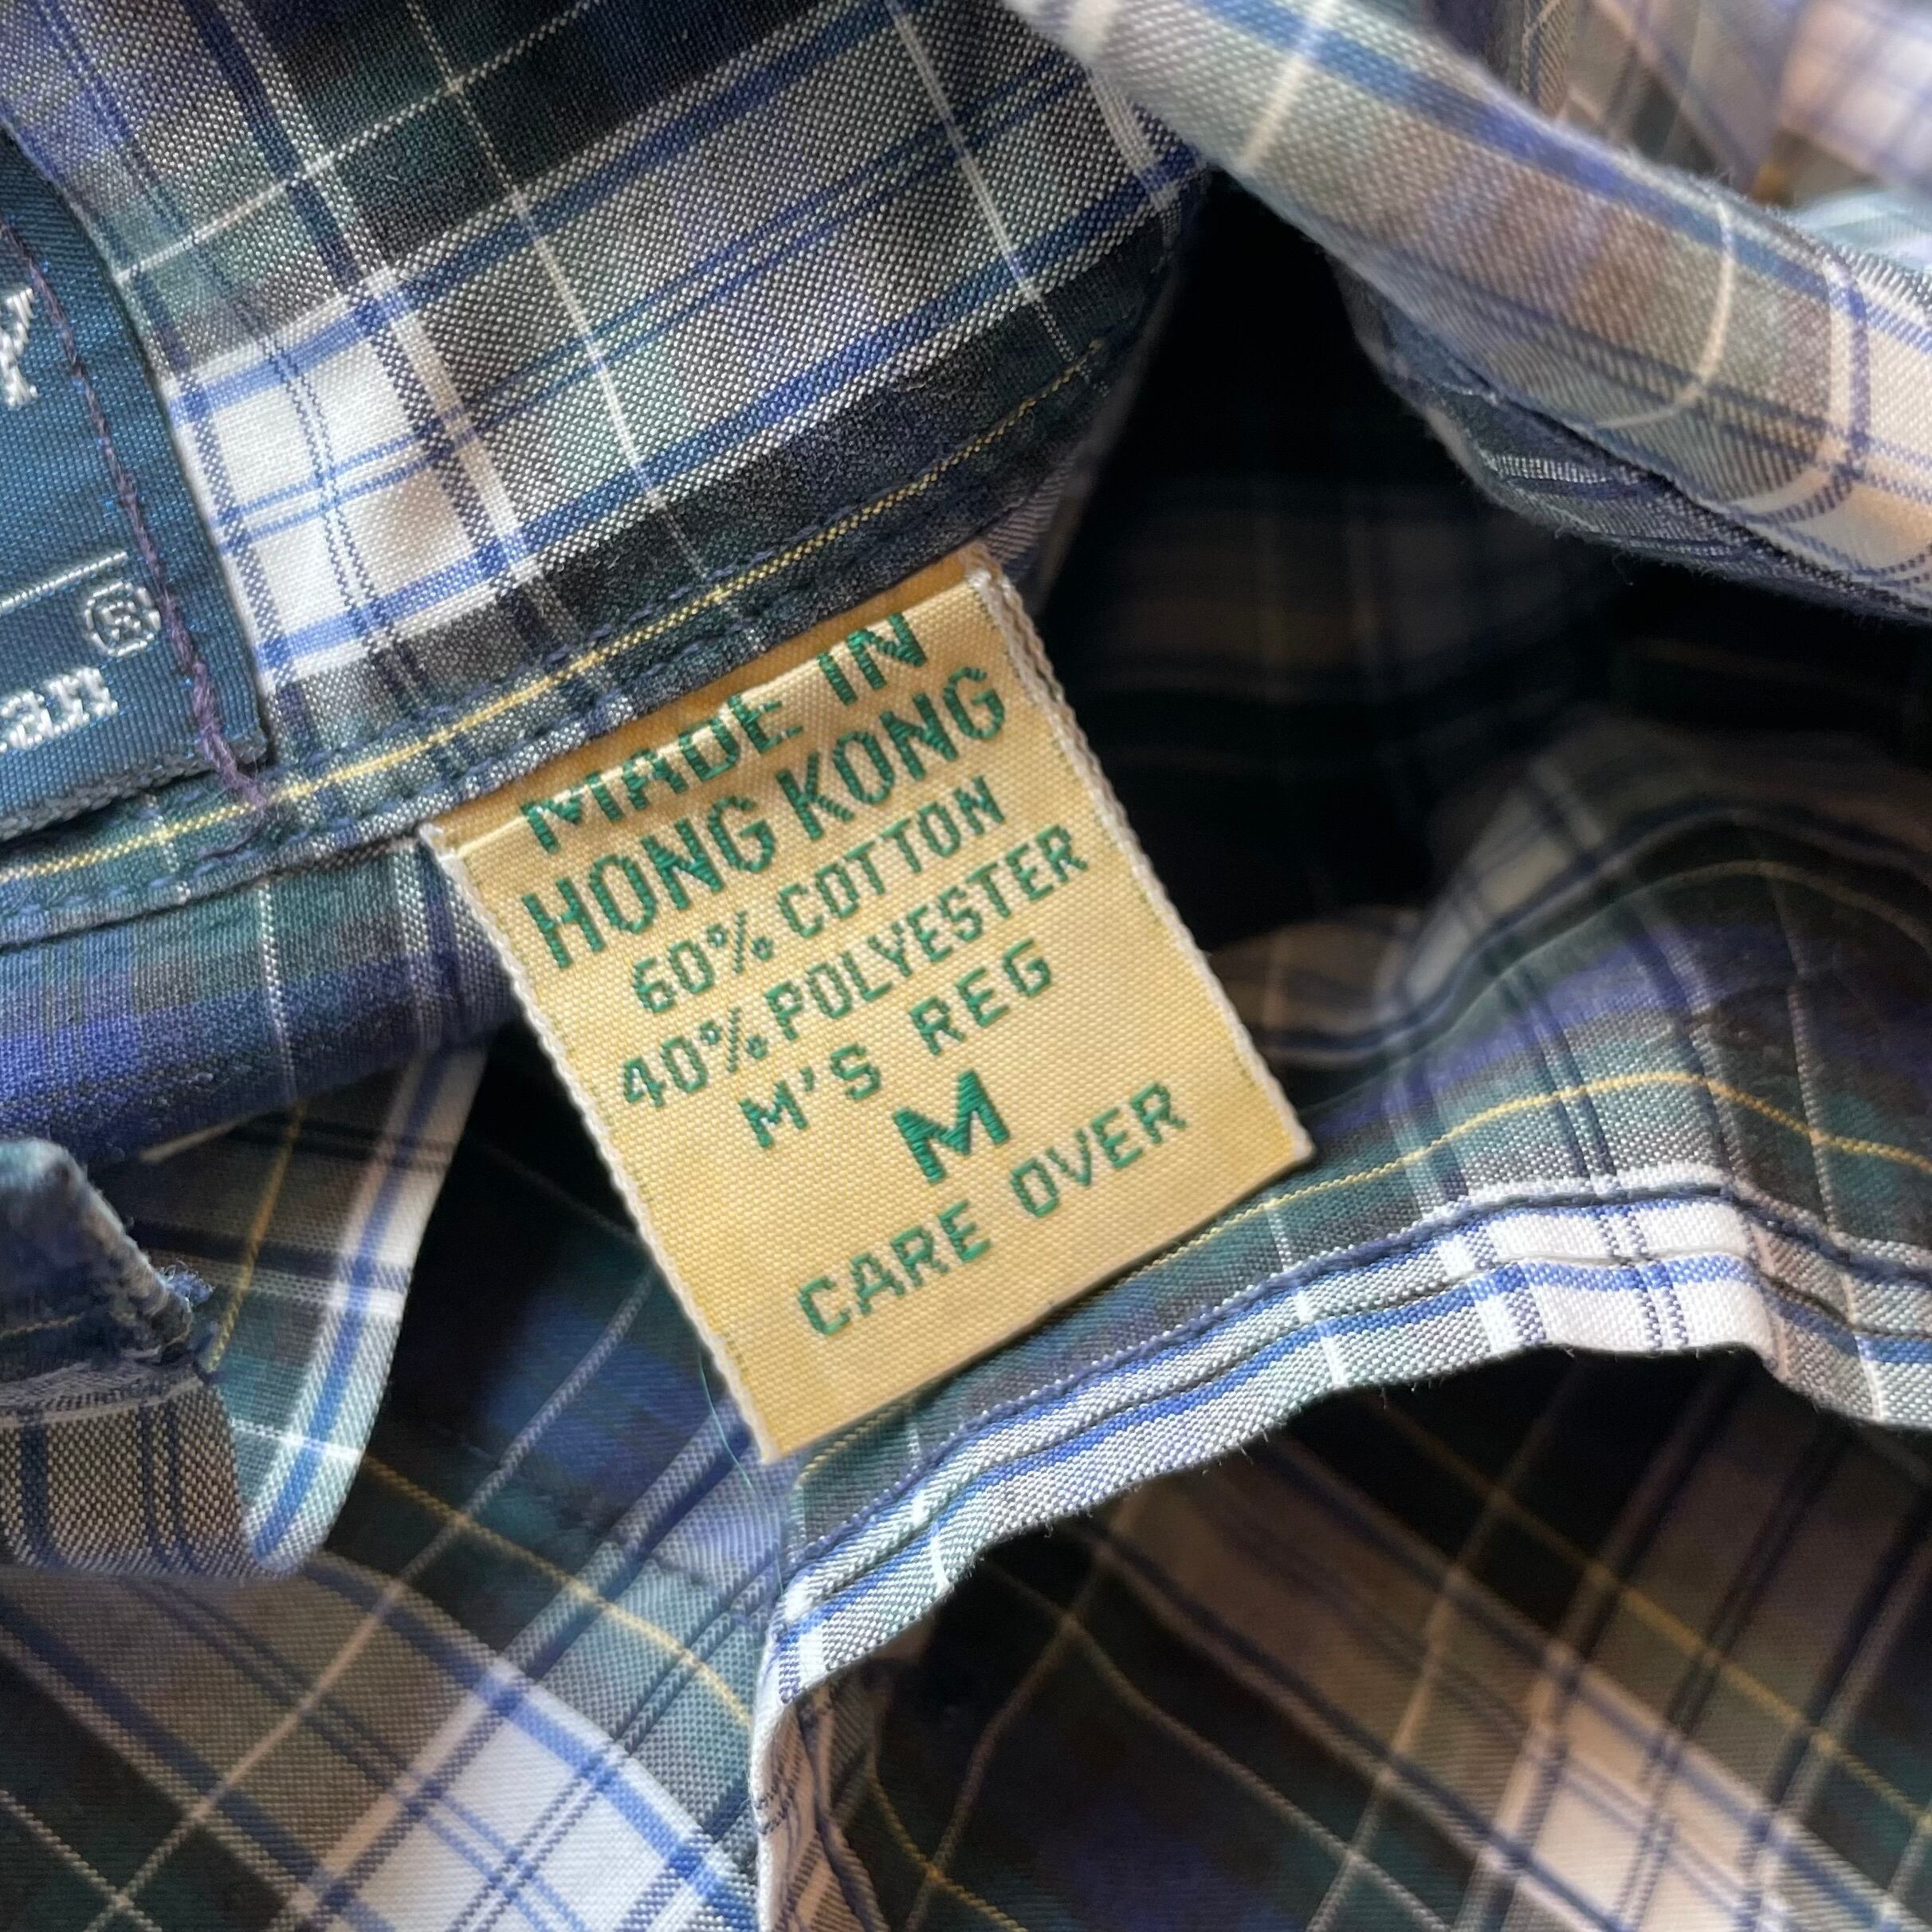 MADE IN
HONG KONG
60% COTTON
40% POLYESTER
M'S REG
M
CARE OVER